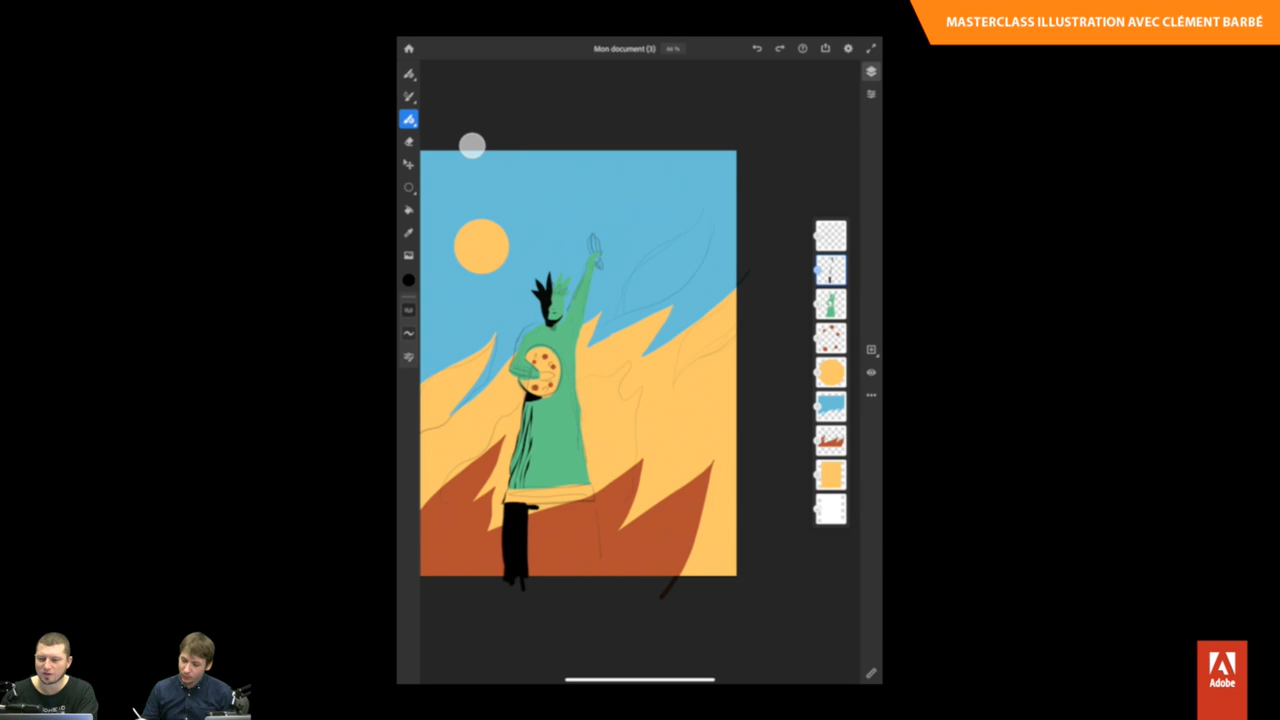 MASTERCLASS ILLUSTRATION AVEC CLÉMENT BARBÉ
Mon document (3)
Adobe